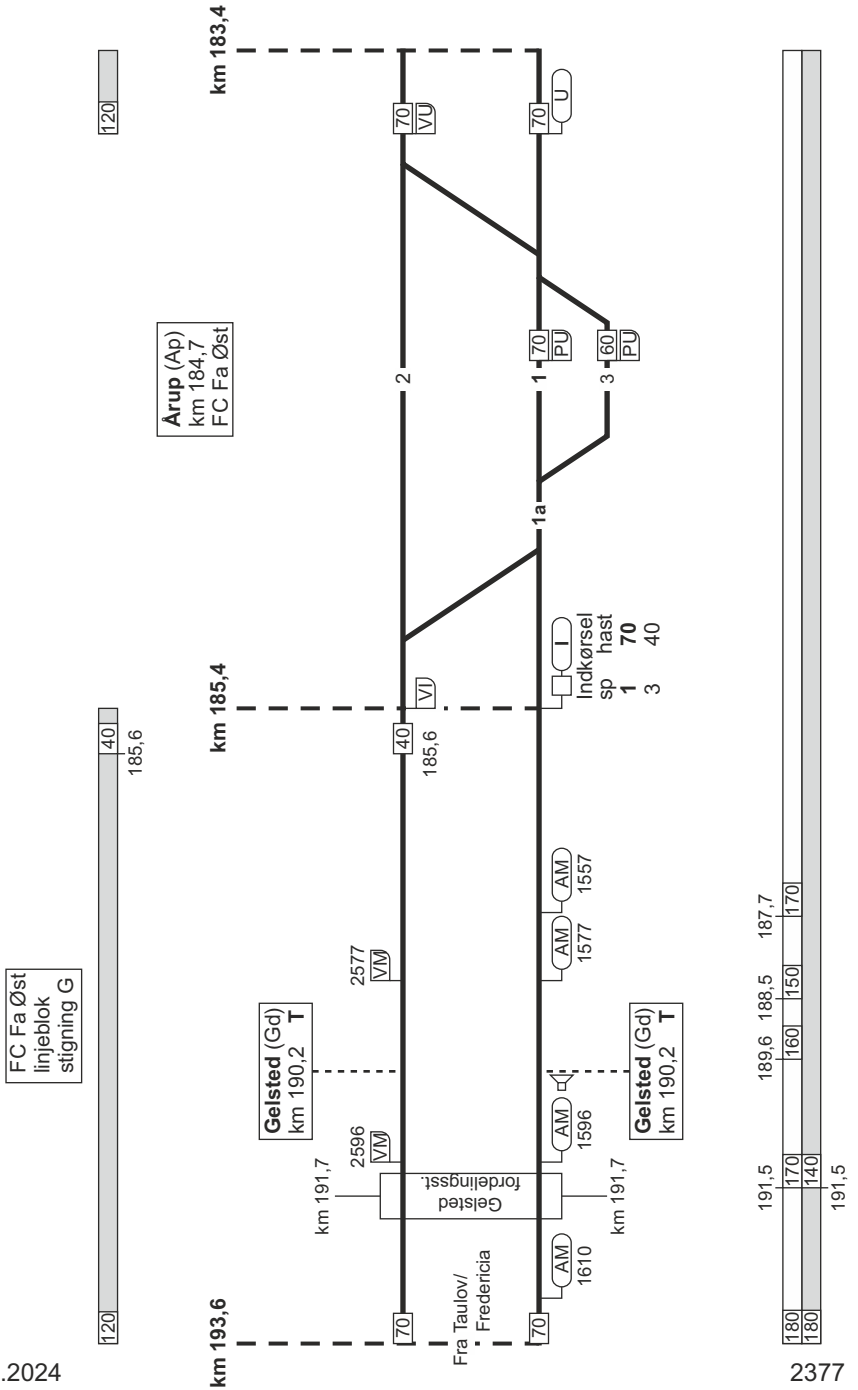 120
km 183,4
70
VU
70
U
Årup (Ap)
km 184,7
FC Fa Øst
2
70
PU
1
60
PU
3
1a
km 185,4
VI
I
Indkørsel
sp hast
1 70
3 40
40
185,6
40
185,6
AM
1557
AM
1577
2577
VM
FC Fa Øst
linjeblok
stigning G
Gelsted (Gd)
km 190,2 T
Gelsted (Gd)
km 190,2 T
2596
VM
AM
1596
km 191,7
Gelsted
fordelingsst.
km 191,7
AM
1610
Fra Taulov/
Fredericia
120
km 193,6
70
70
187,7
170
188,5
150
189,6
160
191,5
170
140
191,5
180
180
.2024
2377